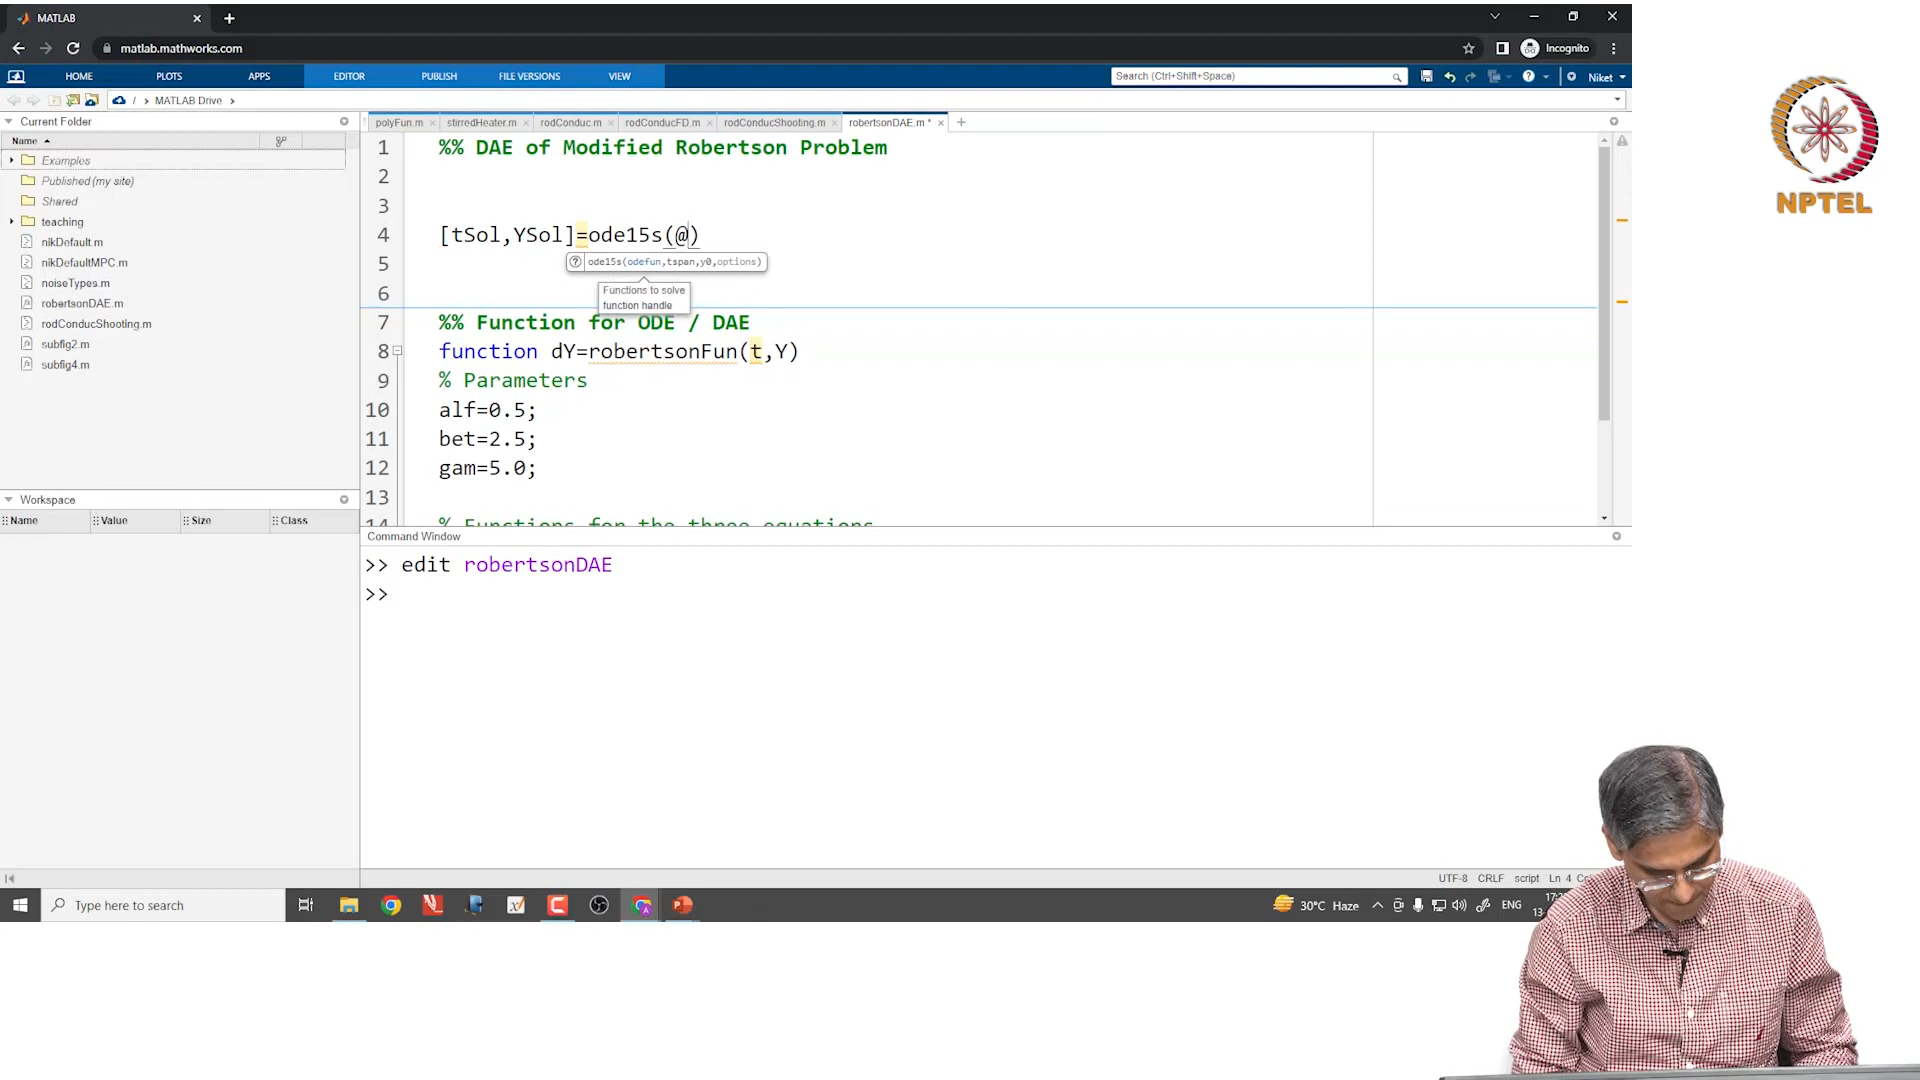 MATLAB
matlab.mathworks.com
Incognito
HOME PLOTS APPS EDITOR PUBLISH FILE VERSIONS VIEW
Search (Ctrl+Shift+Space)
Niket
/ > MATLAB Drive >
Current Folder
polyFun.m stirredHeater.m rodConduc.m rodConducFD.m rodConducShooting.m robertsonDAE.m *
Name
Examples
Published (my site)
Shared
teaching
nikDefault.m
nikDefaultMPC.m
noiseTypes.m
robertsonDAE.m
rodConducShooting.m
subfig2.m
subfig4.m
Workspace
Name Value Size Class
1 %% DAE of Modified Robertson Problem
2
3
4 [tSol,YSol]=ode15s(@)
ode15s(odefun,tspan,y0,options)
5
Functions to solve
6
function handle
7 %% Function for ODE / DAE
8 function dY=robertsonFun(t,Y)
9 % Parameters
10 alf=0.5;
11 bet=2.5;
12 gam=5.0;
13
14 % Functions for the three equations
Command Window
>> edit robertsonDAE
>>
UTF-8 CRLF script Ln 4
Type here to search
30°C Haze
ENG
NPTEL